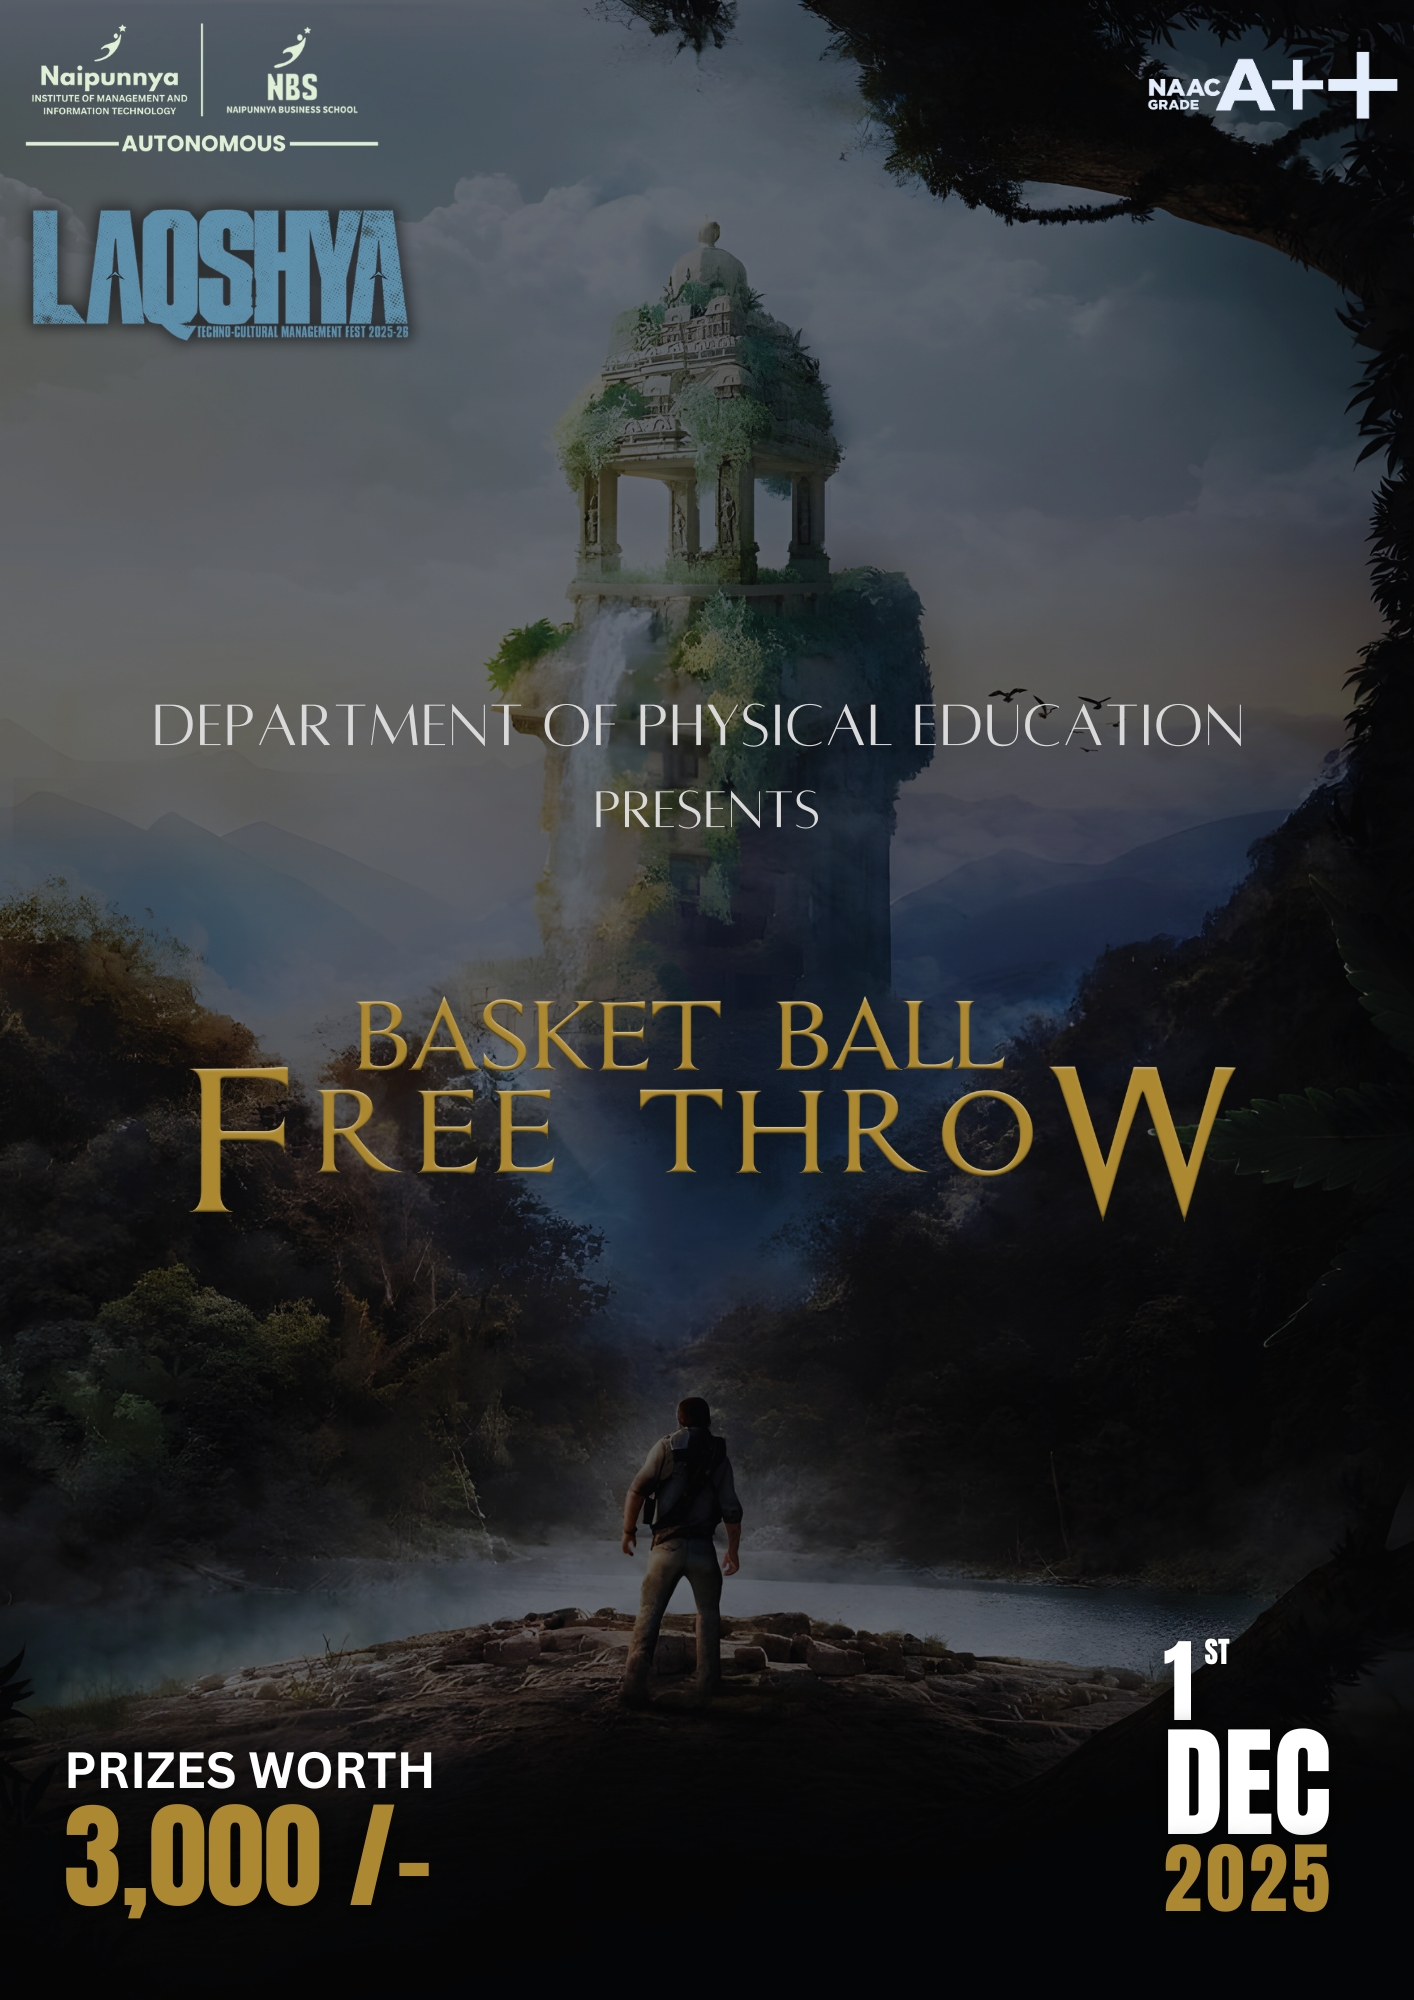 Naipunnya
INSTITUTE OF MANAGEMENT AND
INFORMATION TECHNOLOGY
NBS
NAIPUNNYA BUSINESS SCHOOL
AUTONOMOUS
NAAC
GRADE
A++
LAQSHYA
TECHNO-CULTURAL MANAGEMENT FEST 2025-26
DEPARTMENT OF PHYSICAL EDUCATION
PRESENTS
BASKET BALL
FREE THROW
PRIZES WORTH
3,000 /-
1ST
DEC
2025